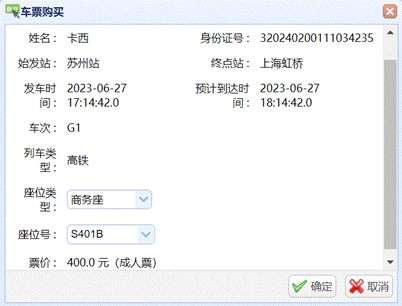 车票购买
姓名： 卡西 身份证号： 320240200111034235
始发站： 苏州站 终点站： 上海虹桥
发车时 2023-06-27 预计到达时 2023-06-27
间： 17:14:42.0 间： 18:14:42.0
车次： G1
列车类
型： 高铁
座位类
型： 商务座
座位号： S401B
票价： 400.0 元（成人票）
确定 取消